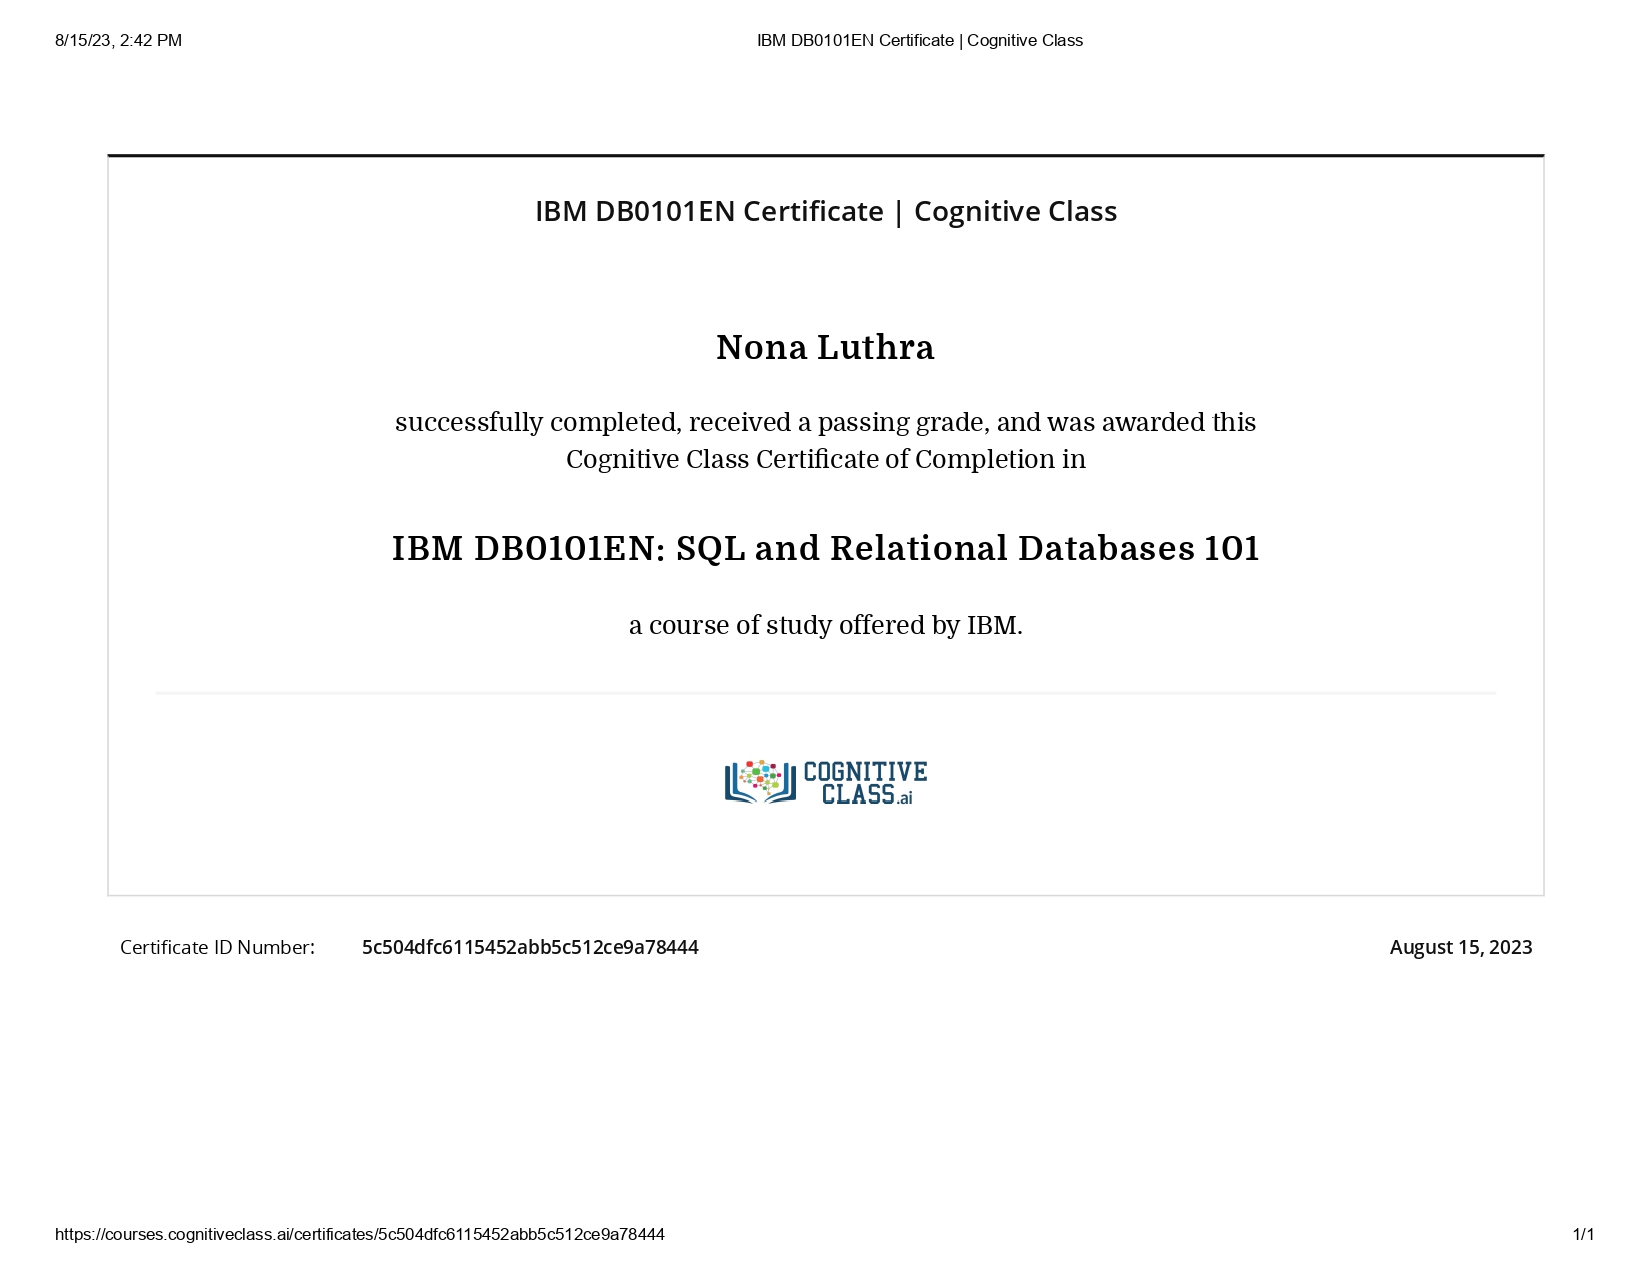 8/15/23, 2:42 PM IBM DB0101EN Certificate | Cognitive Class
IBM DB0101EN Certificate | Cognitive Class
Nona Luthra
successfully completed, received a passing grade, and was awarded this
Cognitive Class Certificate of Completion in
IBM DB0101EN: SQL and Relational Databases 101
a course of study offered by IBM.
COGNITIVE
CLASS.ai
Certificate ID Number: 5c504dfc6115452abb5c512ce9a78444 August 15, 2023
https://courses.cognitiveclass.ai/certificates/5c504dfc6115452abb5c512ce9a78444 1/1